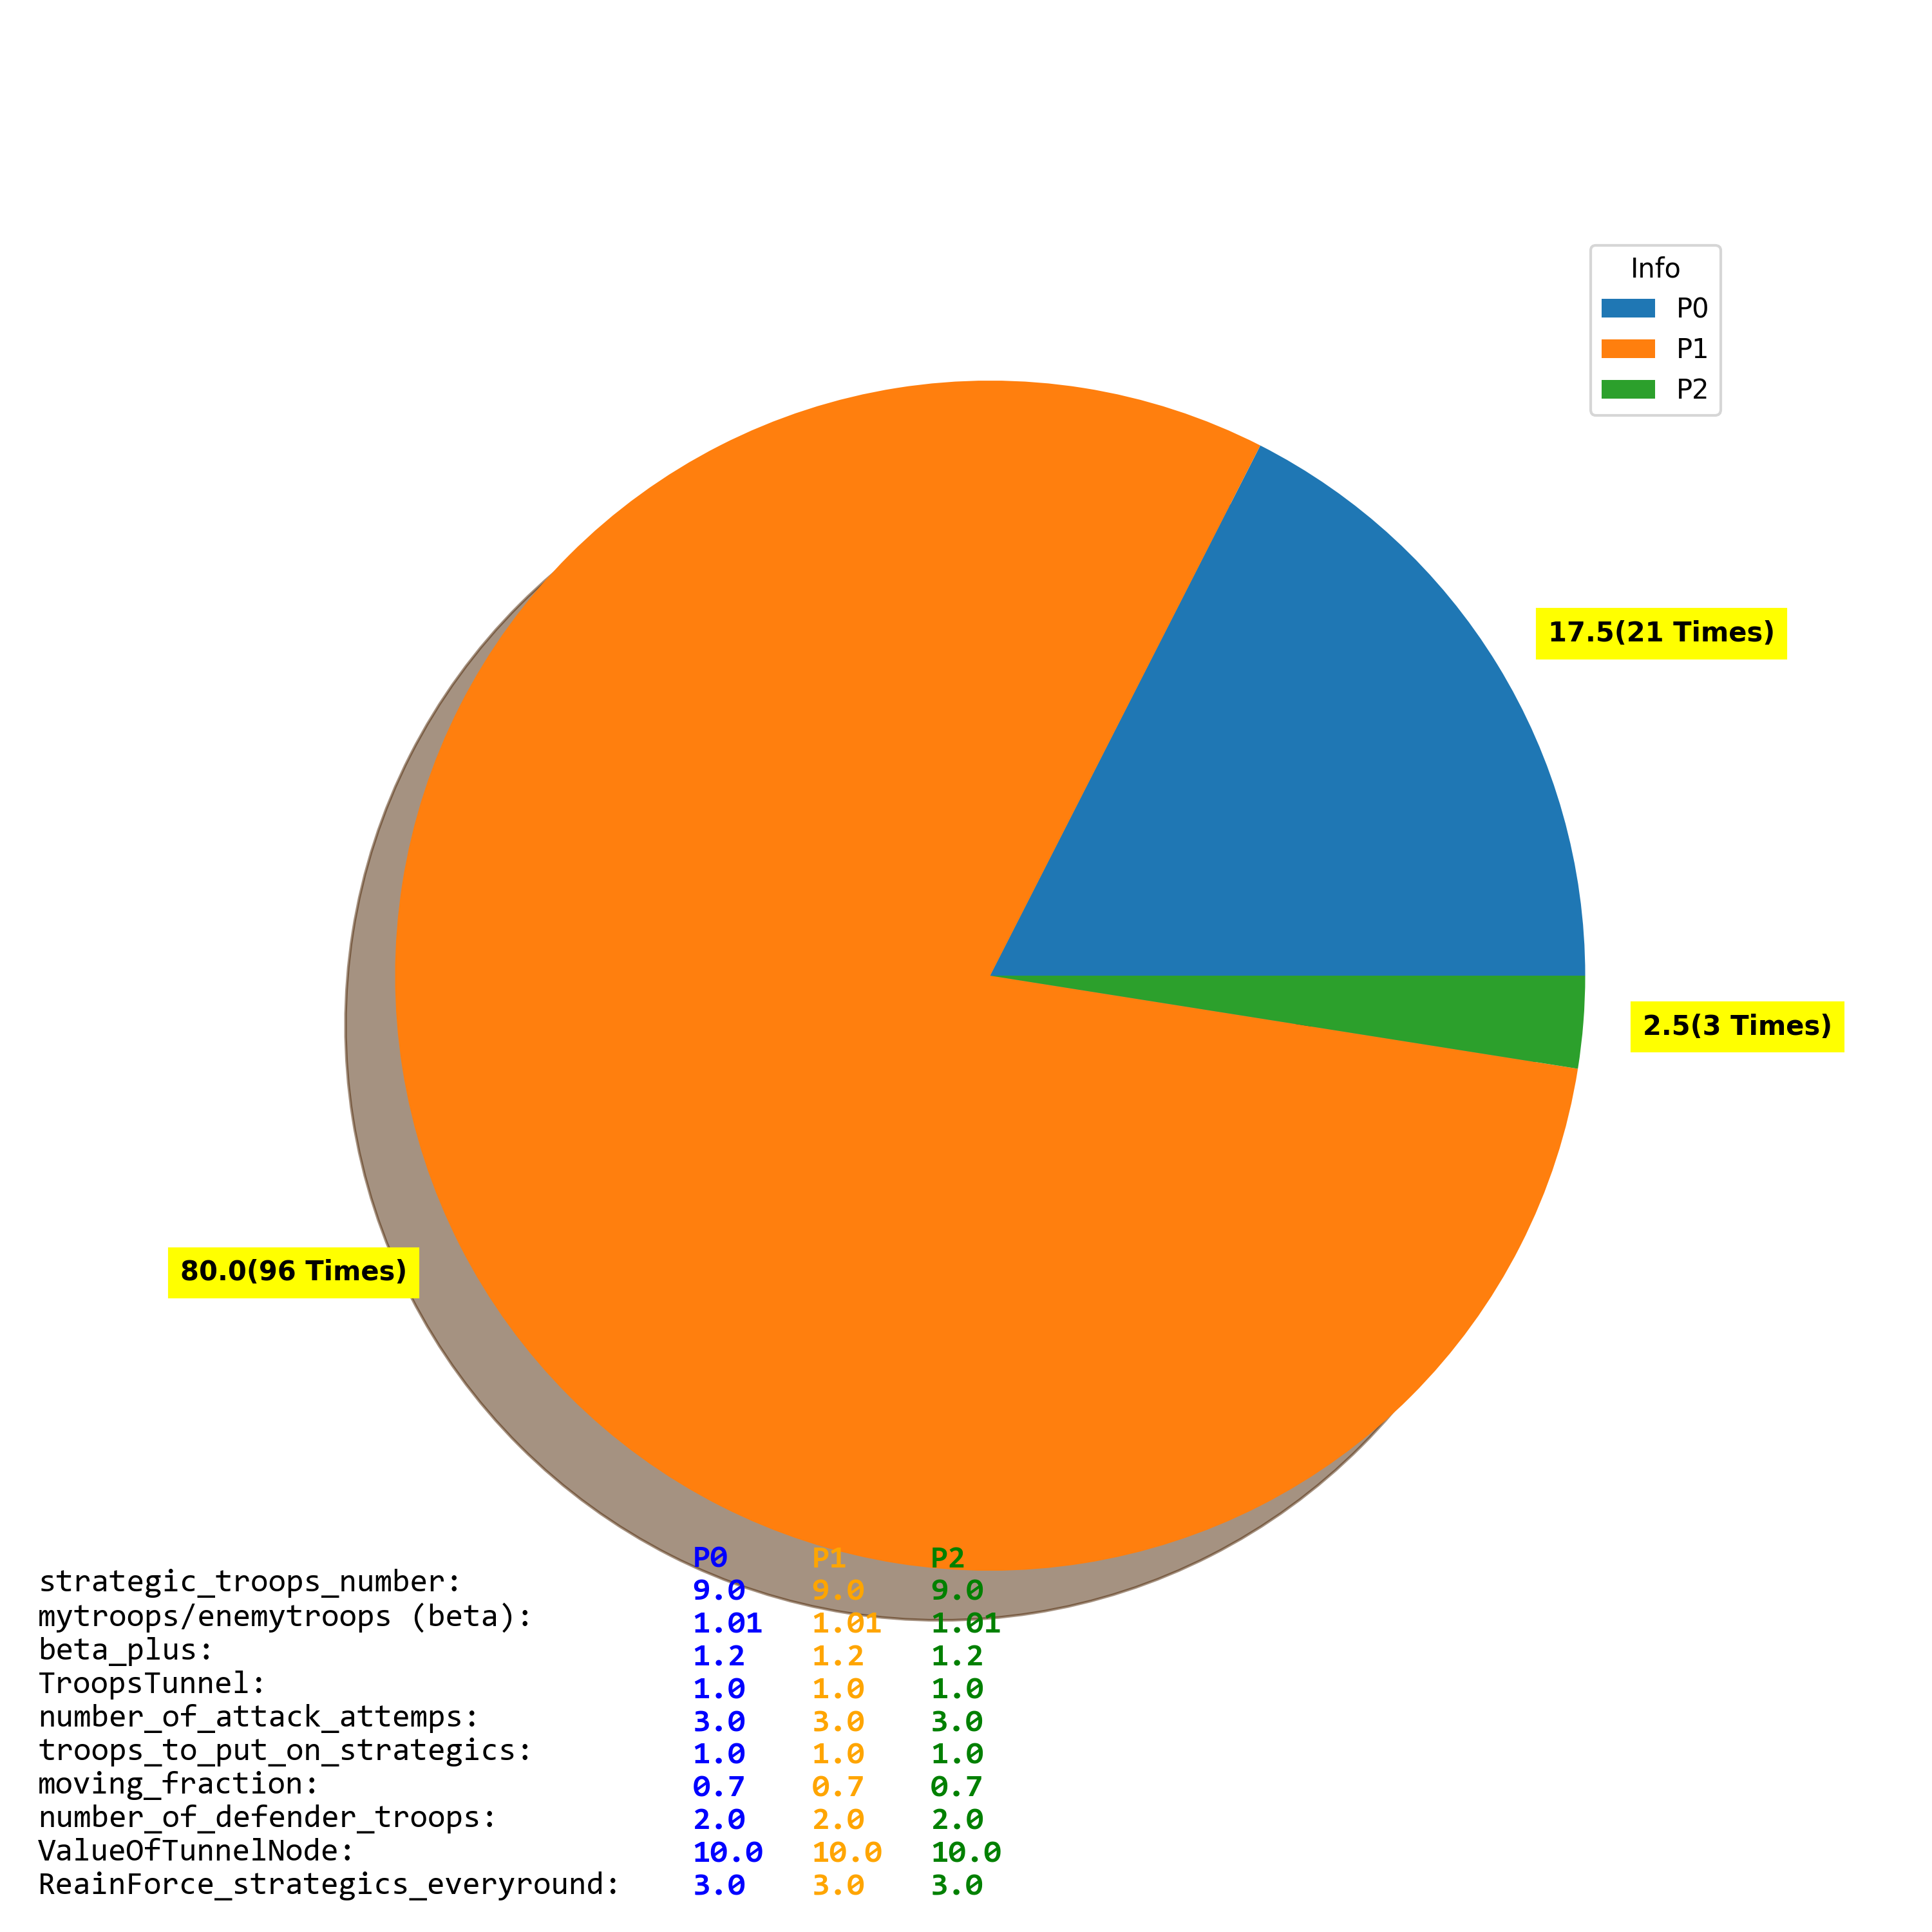 Info
P0
P1
P2
17.5(21 Times)
2.5(3 Times)
80.0(96 Times)
P0 P1 P2
strategic_troops_number: 9.0 9.0 9.0
mytroops/enemytroops (beta): 1.01 1.01 1.01
beta_plus: 1.2 1.2 1.2
TroopsTunnel: 1.0 1.0 1.0
number_of_attack_attemps: 3.0 3.0 3.0
troops_to_put_on_strategics: 1.0 1.0 1.0
moving_fraction: 0.7 0.7 0.7
number_of_defender_troops: 2.0 2.0 2.0
ValueOfTunnelNode: 10.0 10.0 10.0
ReainForce_strategics_everyround: 3.0 3.0 3.0